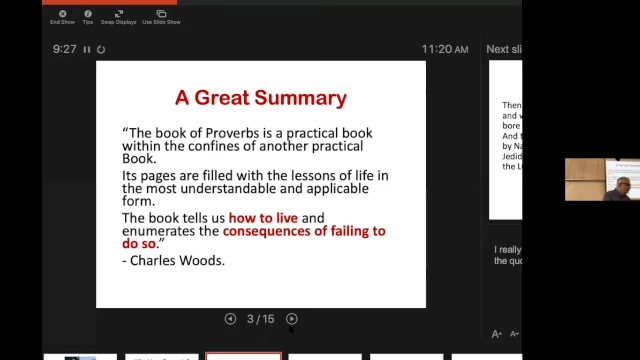 End Show Tips Swap Displays Use Slide Show
9:27
11:20 AM
Next sli
A Great Summary
“The book of Proverbs is a practical book
within the confines of another practical
Book.
Its pages are filled with the lessons of life in
the most understandable and applicable
form.
The book tells us how to live and
enumerates the consequences of failing to
do so.”
- Charles Woods.
3 / 15
Then
and v
bore
And t
by Na
Jedid
the L
I really
the quo
A- A+